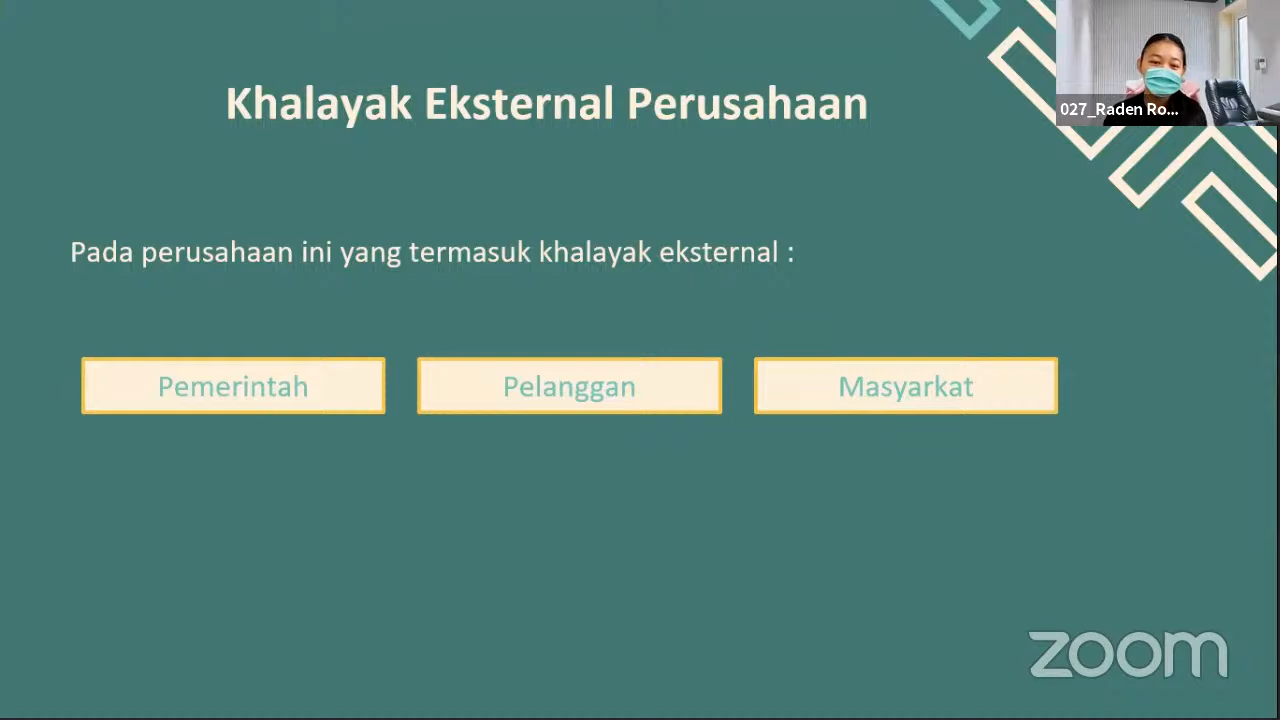 Khalayak Eksternal Perusahaan
027_Raden Ro...
Pada perusahaan ini yang termasuk khalayak eksternal :
Pemerintah
Pelanggan
Masyarkat
zoom